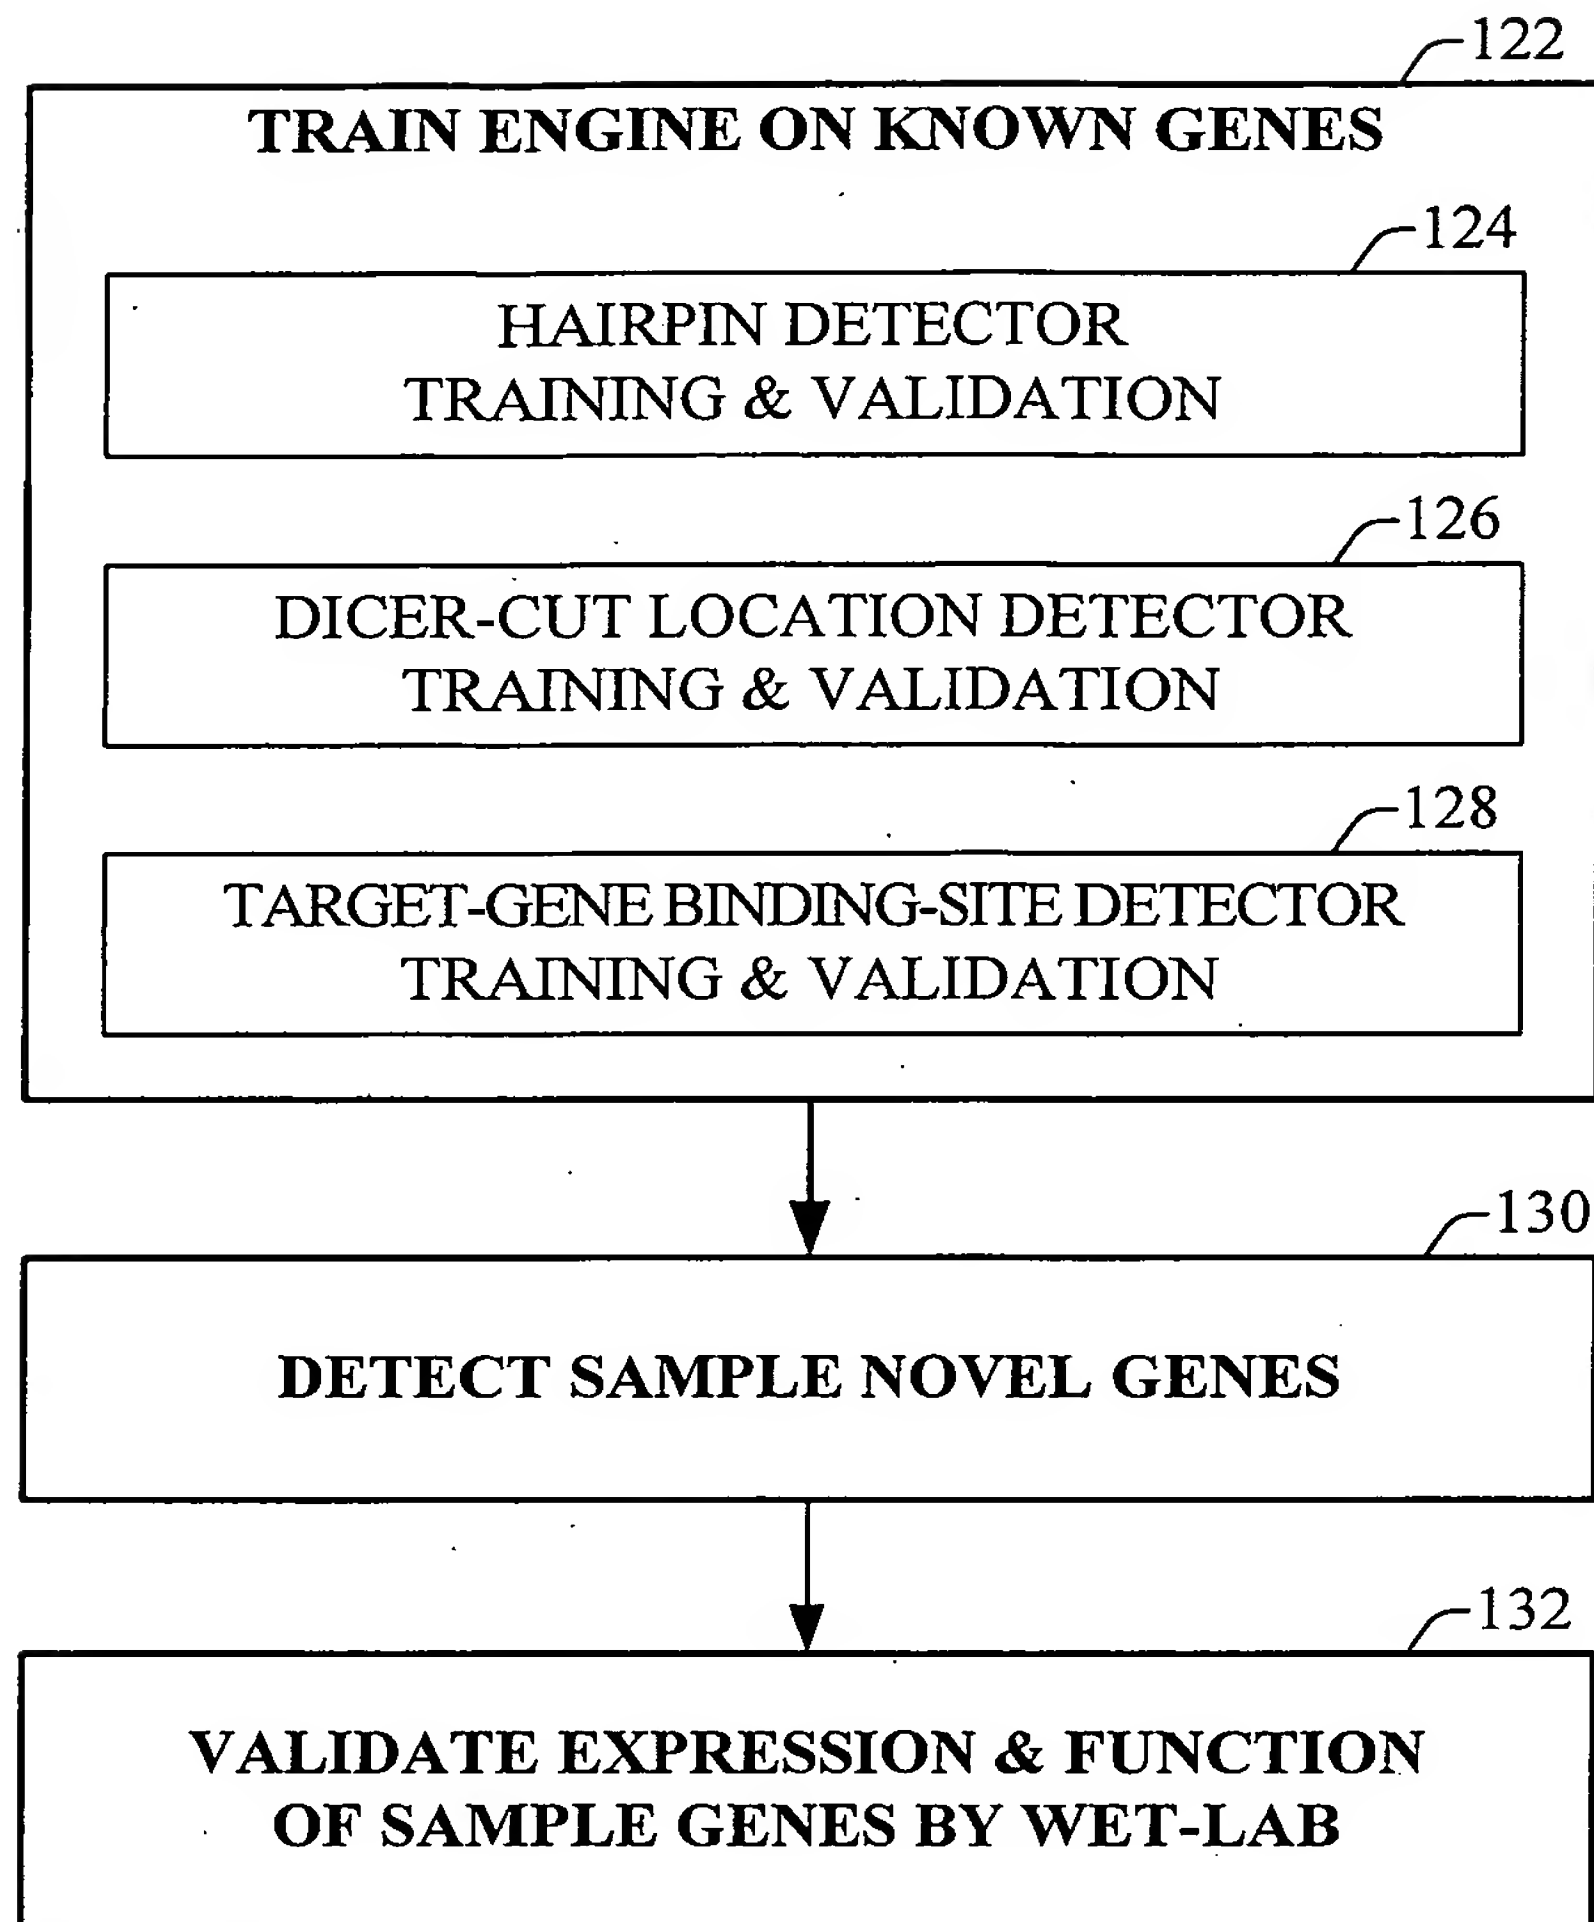 122
TRAIN ENGINE ON KNOWN GENES
124
HAIRPIN DETECTOR
TRAINING & VALIDATION
126
DICER-CUT LOCATION DETECTOR
TRAINING & VALIDATION
128
TARGET-GENE BINDING-SITE DETECTOR
TRAINING & VALIDATION
130
DETECT SAMPLE NOVEL GENES
132
VALIDATE EXPRESSION & FUNCTION
OF SAMPLE GENES BY WET-LAB